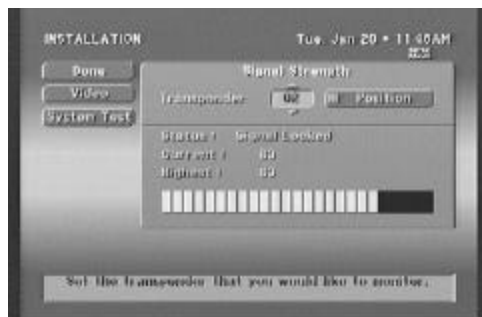 INSTALLATION
Tue, Jan 20 • 11:46AM
Done
Signal Strength
Video
Transponder
02
Position
System Test
Status : Signal Locked
Current : 83
Highest : 83
Set the transponder that you would like to monitor.